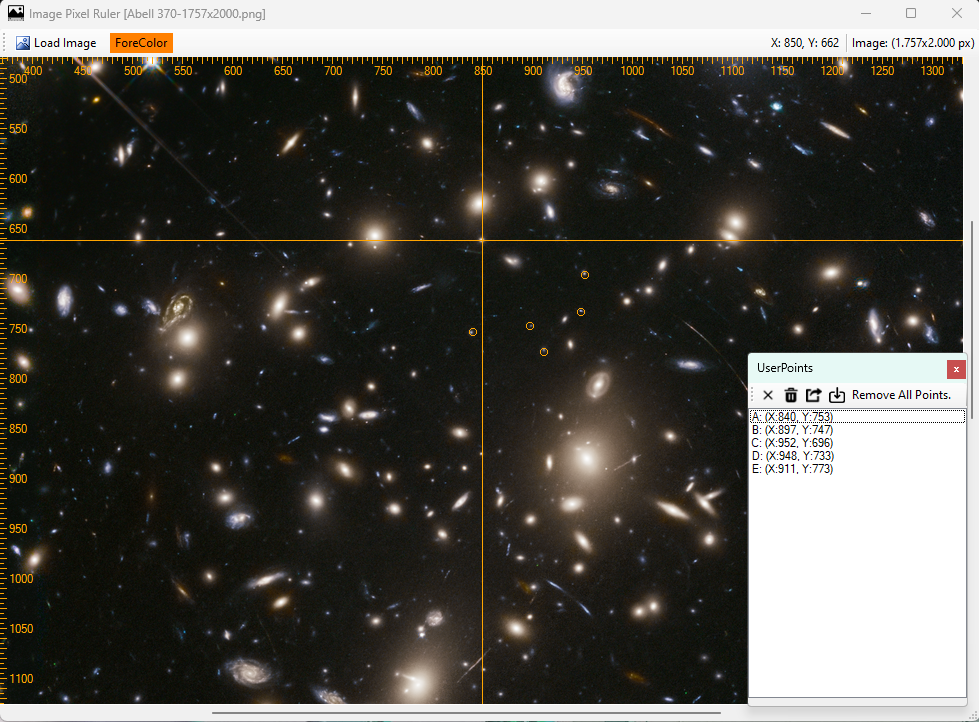 Image Pixel Ruler [Abell 370-1757x2000.png]
Load Image ForeColor X: 850, Y: 662 Image: (1.757x2.000 px)
400 450 500 550 600 650 700 750 800 850 900 950 1000 1050 1100 1150 1200 1250 1300
500
550
600
650
700
750
800
850
900
950
1000
1050
1100
UserPoints x
Remove All Points.
A: (X:840, Y:753)
B: (X:897, Y:747)
C: (X:952, Y:696)
D: (X:948, Y:733)
E: (X:911, Y:773)